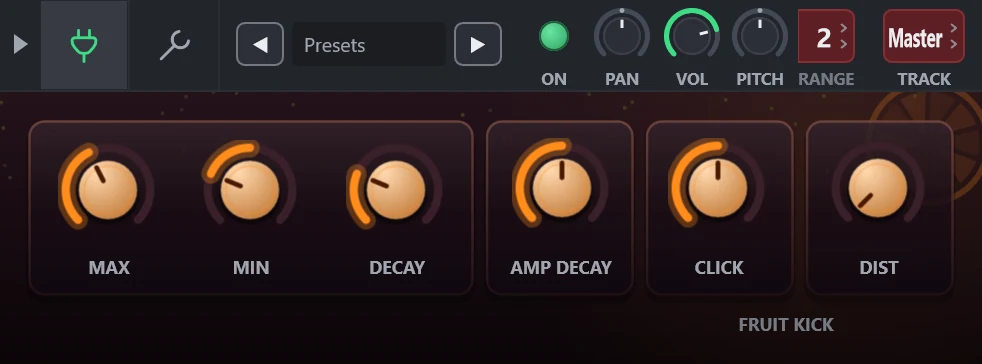 Presets
2
Master
ON
PAN
VOL
PITCH
RANGE
TRACK
MAX
MIN
DECAY
AMP DECAY
CLICK
DIST
FRUIT KICK